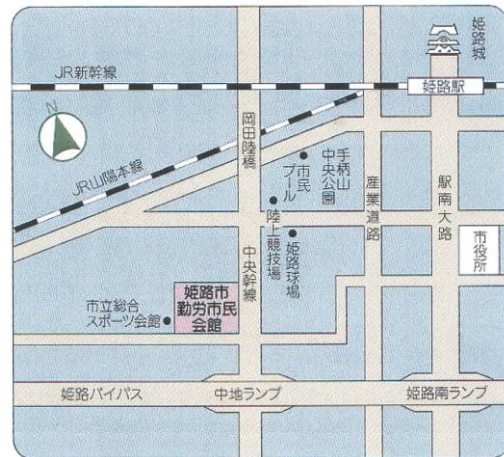 姫路城
JR新幹線
姫路駅
N
岡田陸橋
JR山陽本線
手柄山
中央公園
市民
プール
産業道路
駅南大路
陸上競技場
姫路球場
市役所
中央幹線
姫路市
勤労市民
会館
市立総合
スポーツ会館
姫路バイパス
中地ランプ
姫路南ランプ